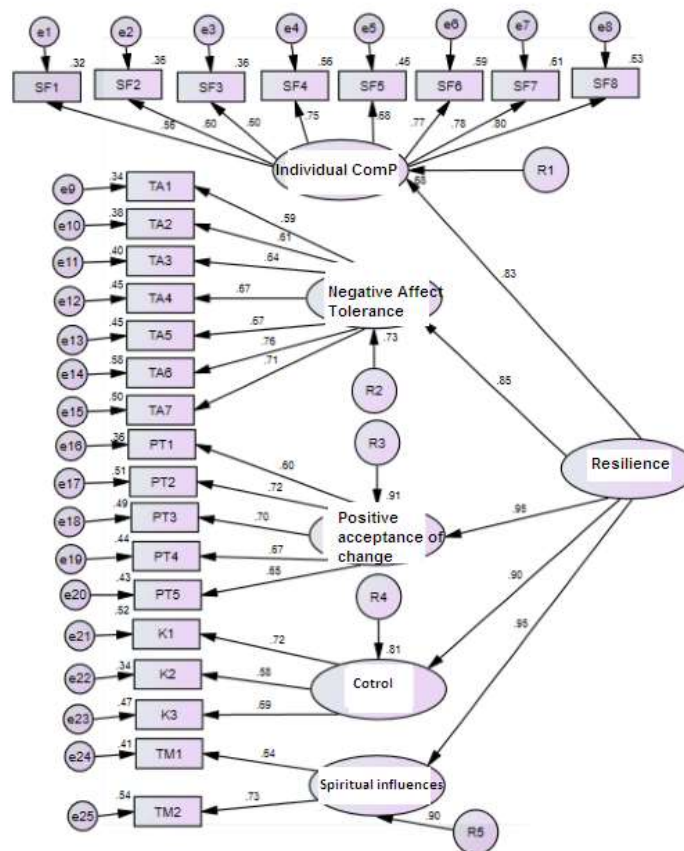 e1 e2 e3 e4 e5 e6 e7 e8
.32 .36 .36 .56 .46 .59 .61 .63
SF1 SF2 SF3 SF4 SF5 SF6 SF7 SF8
.56 .60 .60 .75 .68 .77 .78 .80
Individual ComP
.68
R1
.83
e9 .34 TA1 .59
e10 .38 TA2 .61
e11 .40 TA3 .64
e12 .45 TA4 .67
e13 .45 TA5 .67
e14 .58 TA6 .76
e15 .50 TA7 .71
Negative Affect
Tolerance
.73
R2
.85
R3
e16 .36 PT1 .60
e17 .51 PT2 .72
e18 .49 PT3 .70
e19 .44 PT4 .67
e20 .43 PT5 .65
.91
Positive
acceptance of
change
Resilience
.90
.95
R4
.81
e21 .52 K1 .72
e22 .34 K2 .58
e23 .47 K3 .69
Cotrol
e24 .41 TM1 .64
e25 .54 TM2 .73
Spiritual influences
.90
R5